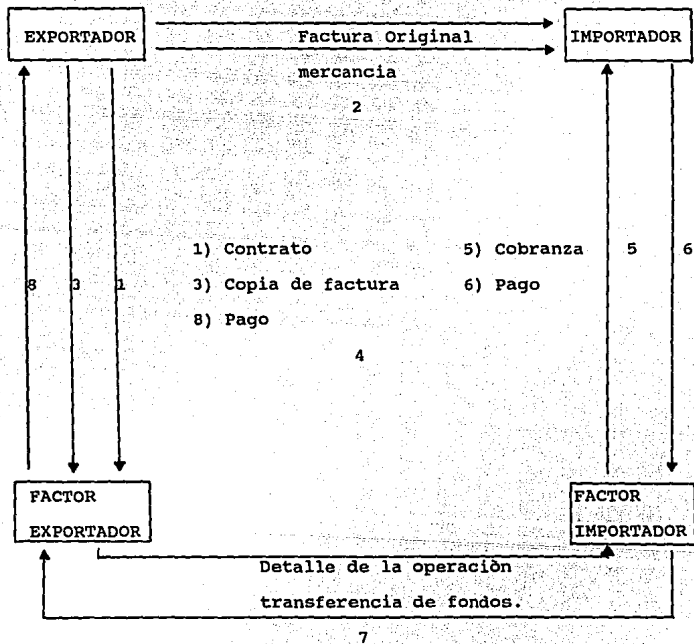 EXPORTADOR
Factura Original
IMPORTADOR
mercancia
2
1) Contrato
5) Cobranza
5
6
8
3
1
3) Copia de factura
6) Pago
8) Pago
4
FACTOR
EXPORTADOR
FACTOR
IMPORTADOR
Detalle de la operaciòn
transferencia de fondos.
7